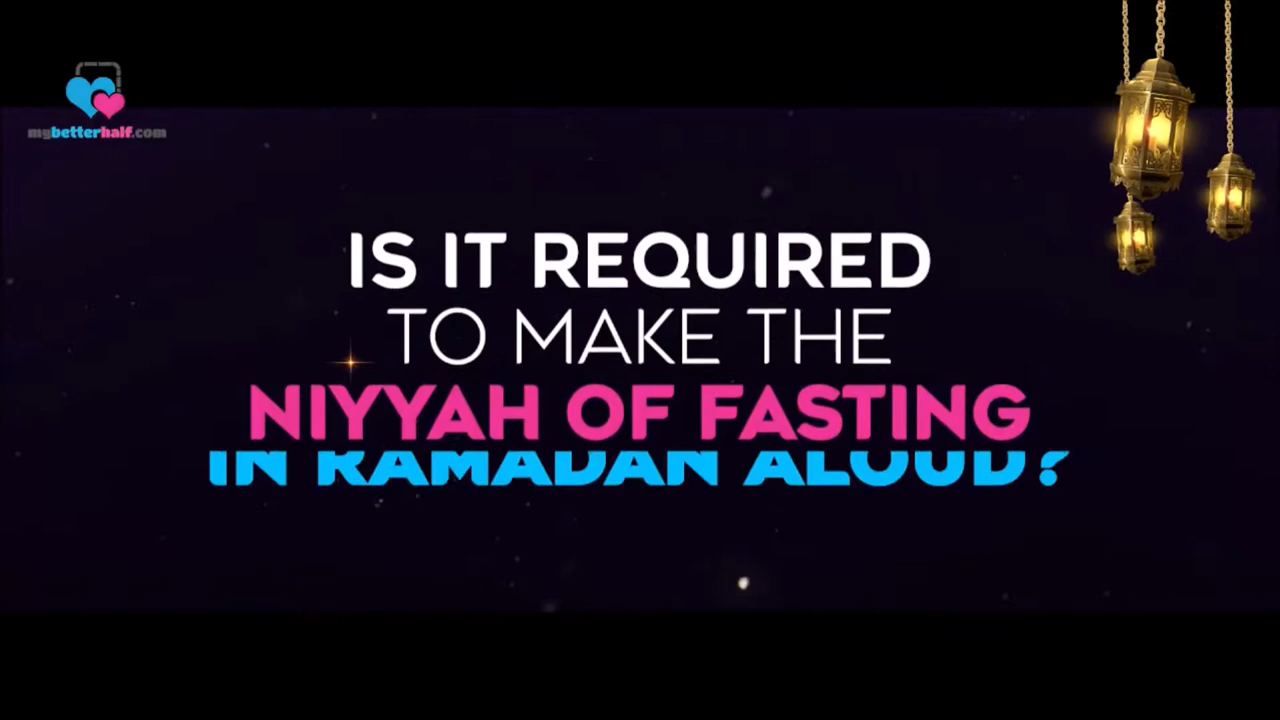 mybetterhalf.com
IS IT REQUIRED
TO MAKE THE
NIYYAH OF FASTING
IN RAMADAN ALOUD?